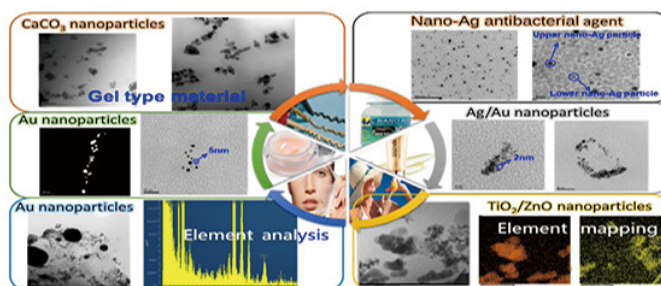 CaCO₃ nanoparticles
Gel type material
Nano-Ag antibacterial agent
Upper nano-Ag particle
Lower nano-Ag particle
Au nanoparticles
5nm
Ag/Au nanoparticles
2nm
Au nanoparticles
Element analysis
TiO₂/ZnO nanoparticles
Element mapping